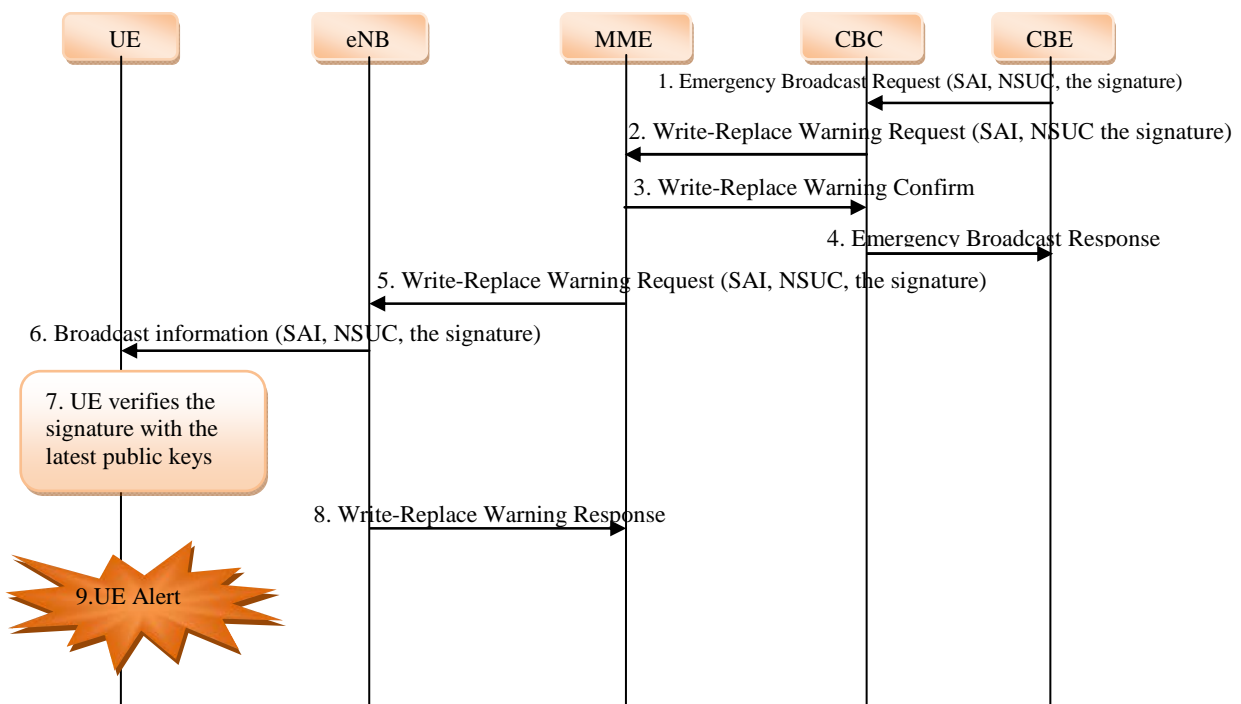 UE
eNB
MME
CBC
CBE
1. Emergency Broadcast Request (SAI, NSUC, the signature)
2. Write-Replace Warning Request (SAI, NSUC the signature)
3. Write-Replace Warning Confirm
4. Emergency Broadcast Response
5. Write-Replace Warning Request (SAI, NSUC, the signature)
6. Broadcast information (SAI, NSUC, the signature)
7. UE verifies the
signature with the
latest public keys
8. Write-Replace Warning Response
9.UE Alert